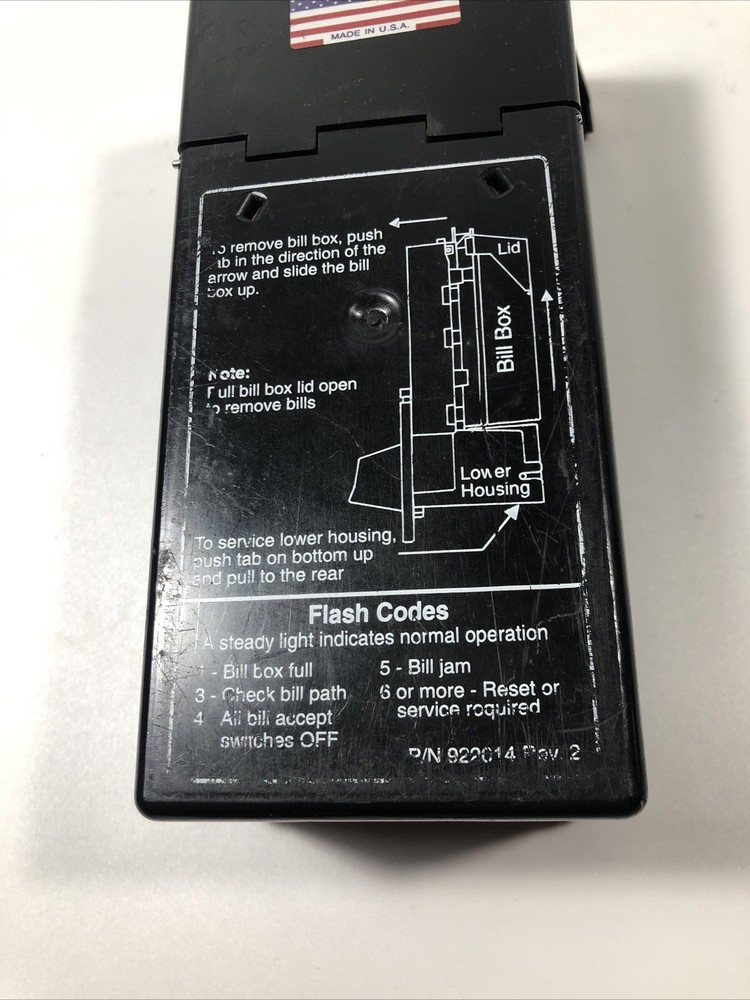 MADE IN U.S.A.
To remove bill box, push
tab in the direction of the
arrow and slide the bill
box up.
Lid
Bill Box
Note:
Pull bill box lid open
to remove bills
Lower
Housing
To service lower housing,
push tab on bottom up
and pull to the rear
Flash Codes
A steady light indicates normal operation
1 - Bill box full
3 - Check bill path
4 All bill accept
switches OFF
5 - Bill jam
6 or more - Reset or
service required
P/N 922014 Rev. 2